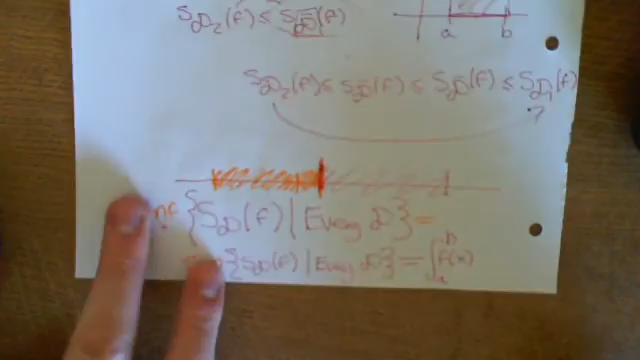 S_D₂(f) ≤ S_D(f)
a b
S_D₂(f) ≤ S_D(f) ≤ S_D(f) ≤ S_D₁(f)
?
{S_D(f) | Every D} =
{S_D(f) | Every D} = ∫_a^b f(x)